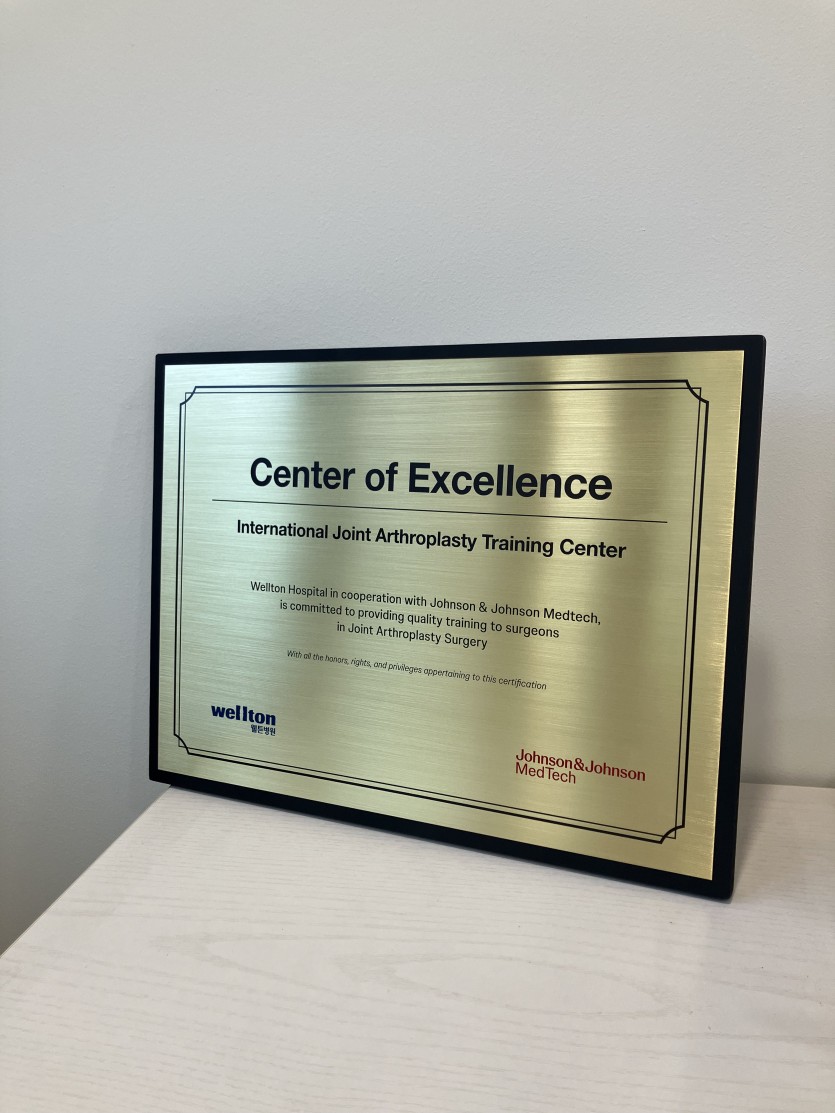 Center of Excellence
International Joint Arthroplasty Training Center
Wellton Hospital in cooperation with Johnson & Johnson Medtech,
is committed to providing quality training to surgeons
in Joint Arthroplasty Surgery
With all the honors, rights, and privileges appertaining to this certification
wellton
웰튼병원
Johnson&Johnson
MedTech